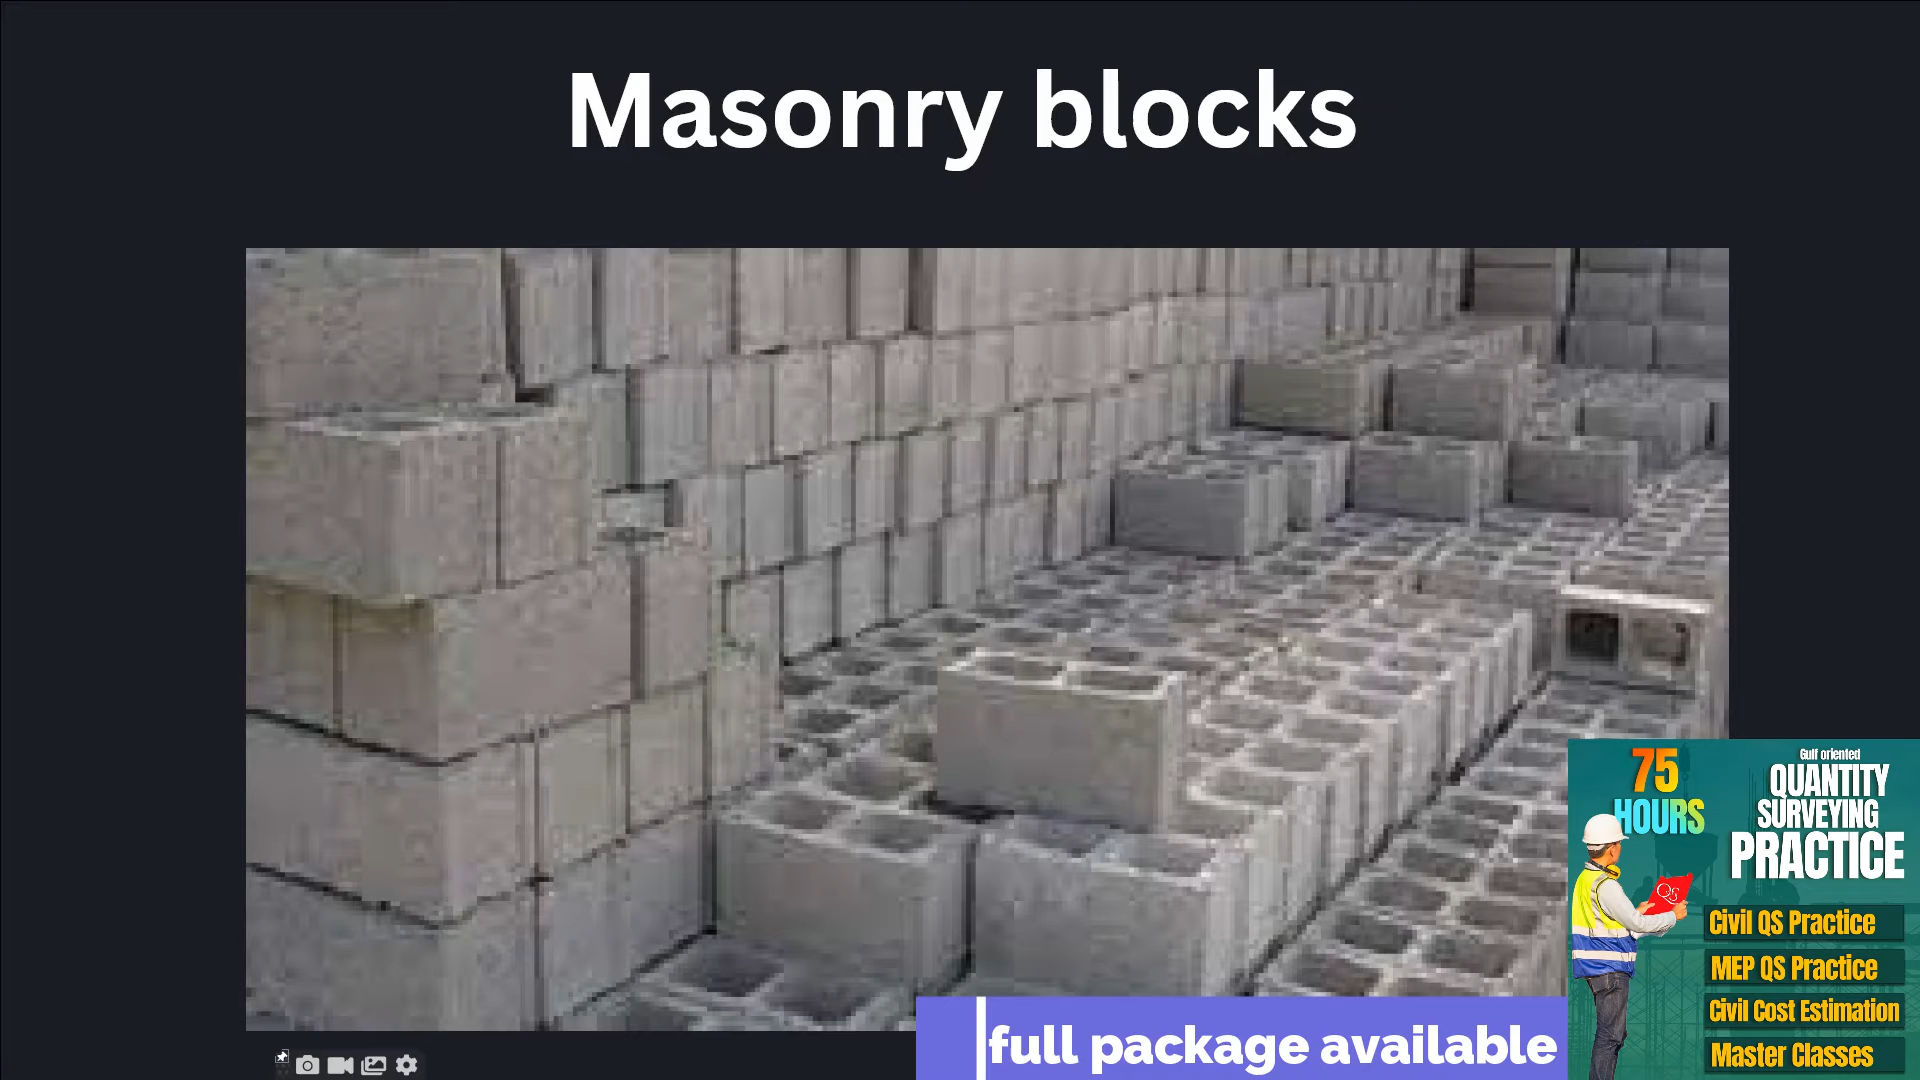 Masonry blocks
75
HOURS
Gulf oriented
QUANTITY
SURVEYING
PRACTICE
QS
Civil QS Practice
MEP QS Practice
Civil Cost Estimation
Master Classes
full package available